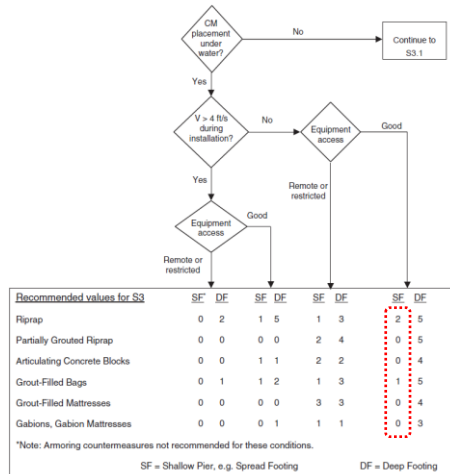 CM
placement
under
water?
No
Continue to
S3.1
Yes
V > 4 ft/s
during
installation?
No
Equipment
access
Good
Yes
Remote or
restricted
Equipment
access
Good
Remote or
restricted
Recommended values for S3 SF* DF SF DF SF DF SF DF
Riprap 0 2 1 5 1 3 2 5
Partially Grouted Riprap 0 0 0 0 2 4 0 5
Articulating Concrete Blocks 0 0 1 1 2 2 0 4
Grout-Filled Bags 0 1 1 2 1 3 1 5
Grout-Filled Mattresses 0 0 0 0 3 3 0 4
Gabions, Gabion Mattresses 0 0 0 1 1 1 0 3
*Note: Armoring countermeasures not recommended for these conditions.
SF = Shallow Pier, e.g. Spread Footing DF = Deep Footing